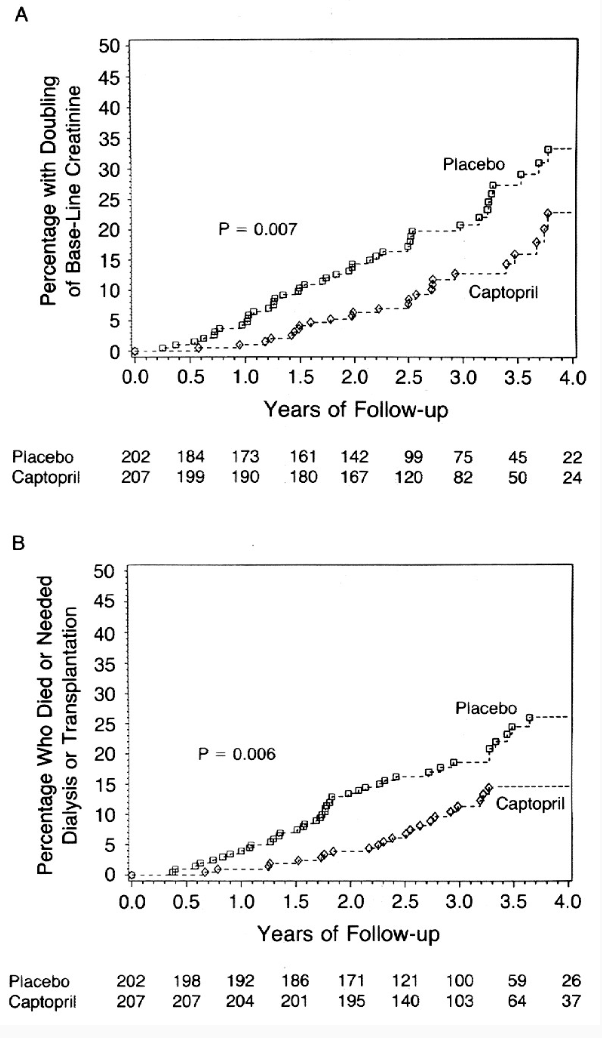 A
Percentage with Doubling
of Base-Line Creatinine
50
45
40
35
30
25
20
15
10
5
0
Placebo
P = 0.007
Captopril
0.0 0.5 1.0 1.5 2.0 2.5 3.0 3.5 4.0
Years of Follow-up
Placebo 202 184 173 161 142 99 75 45 22
Captopril 207 199 190 180 167 120 82 50 24
B
Percentage Who Died or Needed
Dialysis or Transplantation
50
45
40
35
30
25
20
15
10
5
0
Placebo
P = 0.006
Captopril
0.0 0.5 1.0 1.5 2.0 2.5 3.0 3.5 4.0
Years of Follow-up
Placebo 202 198 192 186 171 121 100 59 26
Captopril 207 207 204 201 195 140 103 64 37